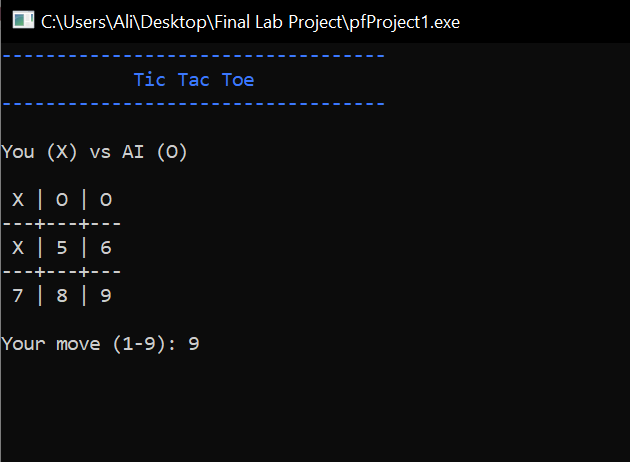 C:\Users\Ali\Desktop\Final Lab Project\pfProject1.exe
-----------------------------------
Tic Tac Toe
-----------------------------------
You (X) vs AI (O)
X | O | O
---+---+---
X | 5 | 6
---+---+---
7 | 8 | 9
Your move (1-9): 9